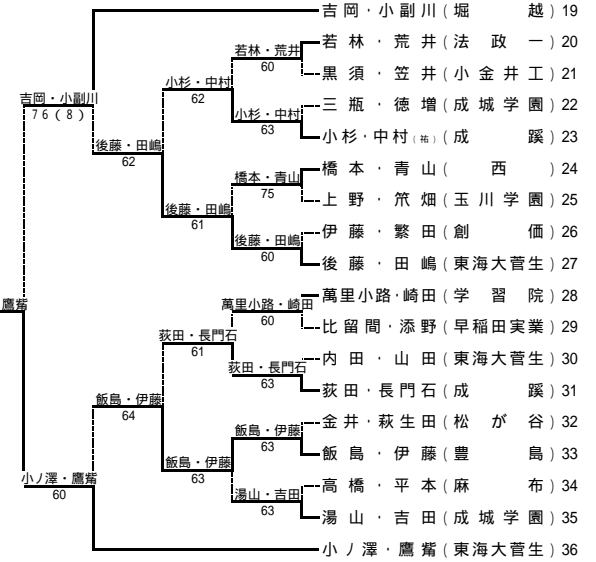 吉岡・小副川(堀越) 19
若林・荒井(法政一) 20
若林・荒井
60
黒須・笠井(小金井工) 21
小杉・中村
62
吉岡・小副川
76(8)
三瓶・徳増(成城学園) 22
小杉・中村
63
小杉・中村(祐)(成蹊) 23
後藤・田嶋
62
橋本・青山(西) 24
橋本・青山
75
上野・笊畑(玉川学園) 25
後藤・田嶋
61
伊藤・繁田(創価) 26
後藤・田嶋
60
後藤・田嶋(東海大菅生) 27
鷹觜
萬里小路・崎田(学習院) 28
萬里小路・崎田
60
比留間・添野(早稲田実業) 29
荻田・長門石
61
内田・山田(東海大菅生) 30
荻田・長門石
63
荻田・長門石(成蹊) 31
飯島・伊藤
64
金井・萩生田(松が谷) 32
飯島・伊藤
63
飯島・伊藤(豊島) 33
飯島・伊藤
63
高橋・平本(麻布) 34
小ノ澤・鷹觜
60
湯山・吉田
63
湯山・吉田(成城学園) 35
小ノ澤・鷹觜(東海大菅生) 36